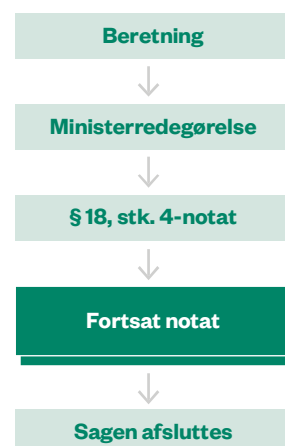 Beretning
Ministerredegørelse
§ 18, stk. 4-notat
Fortsat notat
Sagen afsluttes